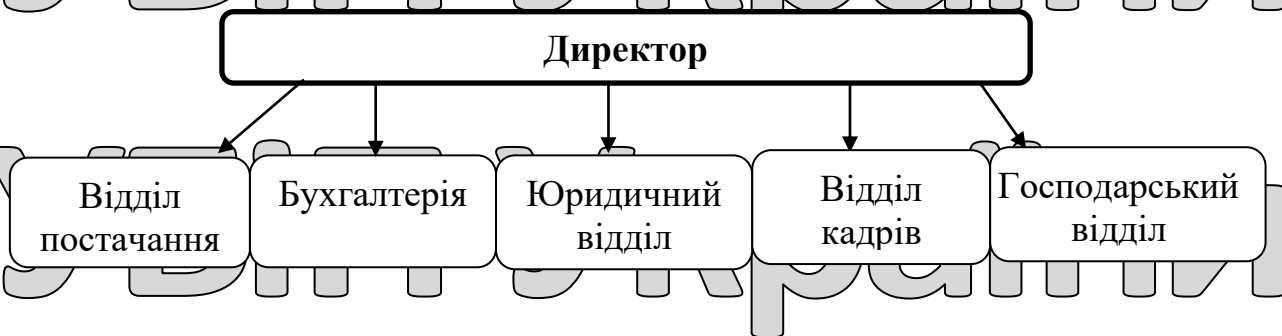 Директор
Відділ
постачання
Бухгалтерія
Юридичний
відділ
Відділ
кадрів
Господарський
відділ